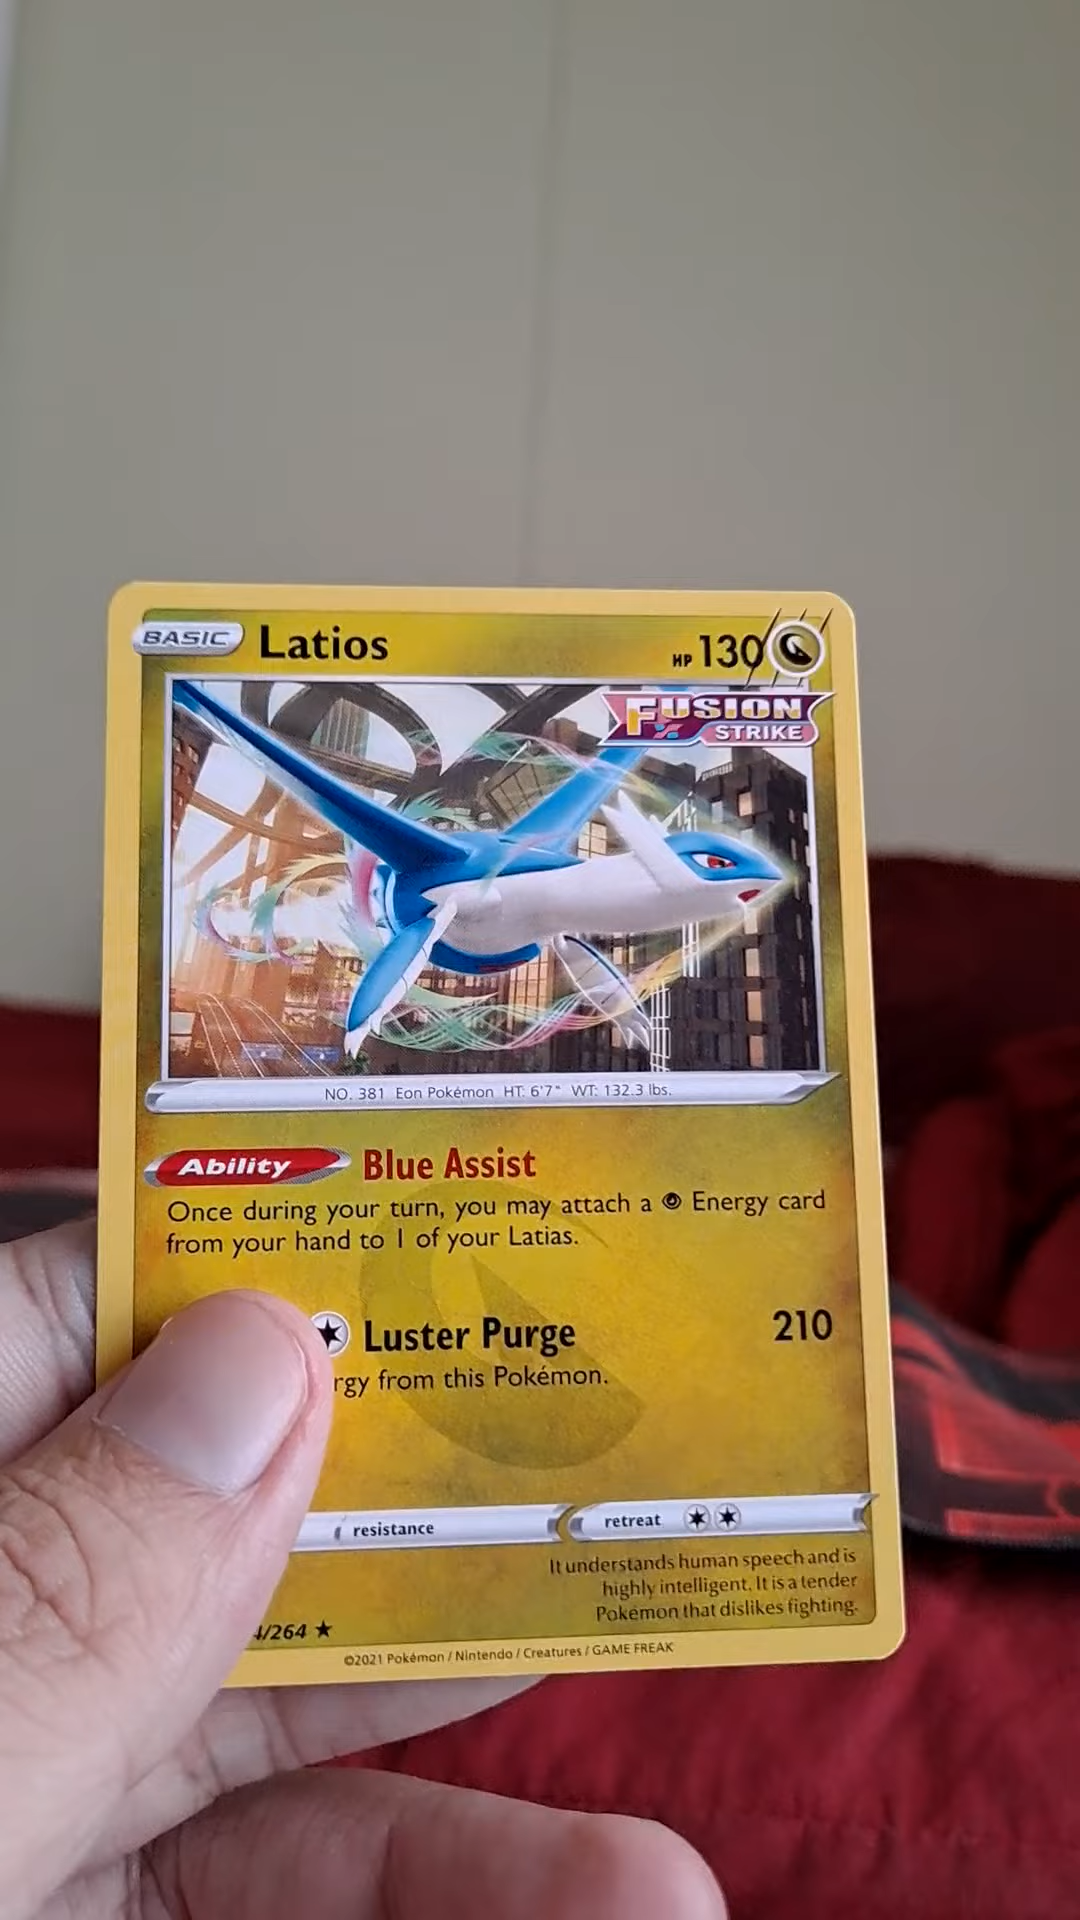 BASIC Latios HP 130
FUSION
STRIKE
NO. 381 Eon Pokémon HT: 6'7" WT: 132.3 lbs.
Ability Blue Assist
Once during your turn, you may attach a Energy card
from your hand to 1 of your Latias.
Luster Purge 210
from this Pokémon.
resistance retreat
It understands human speech and is
highly intelligent. It is a tender
Pokémon that dislikes fighting.
/264
©2021 Pokémon / Nintendo / Creatures / GAME FREAK